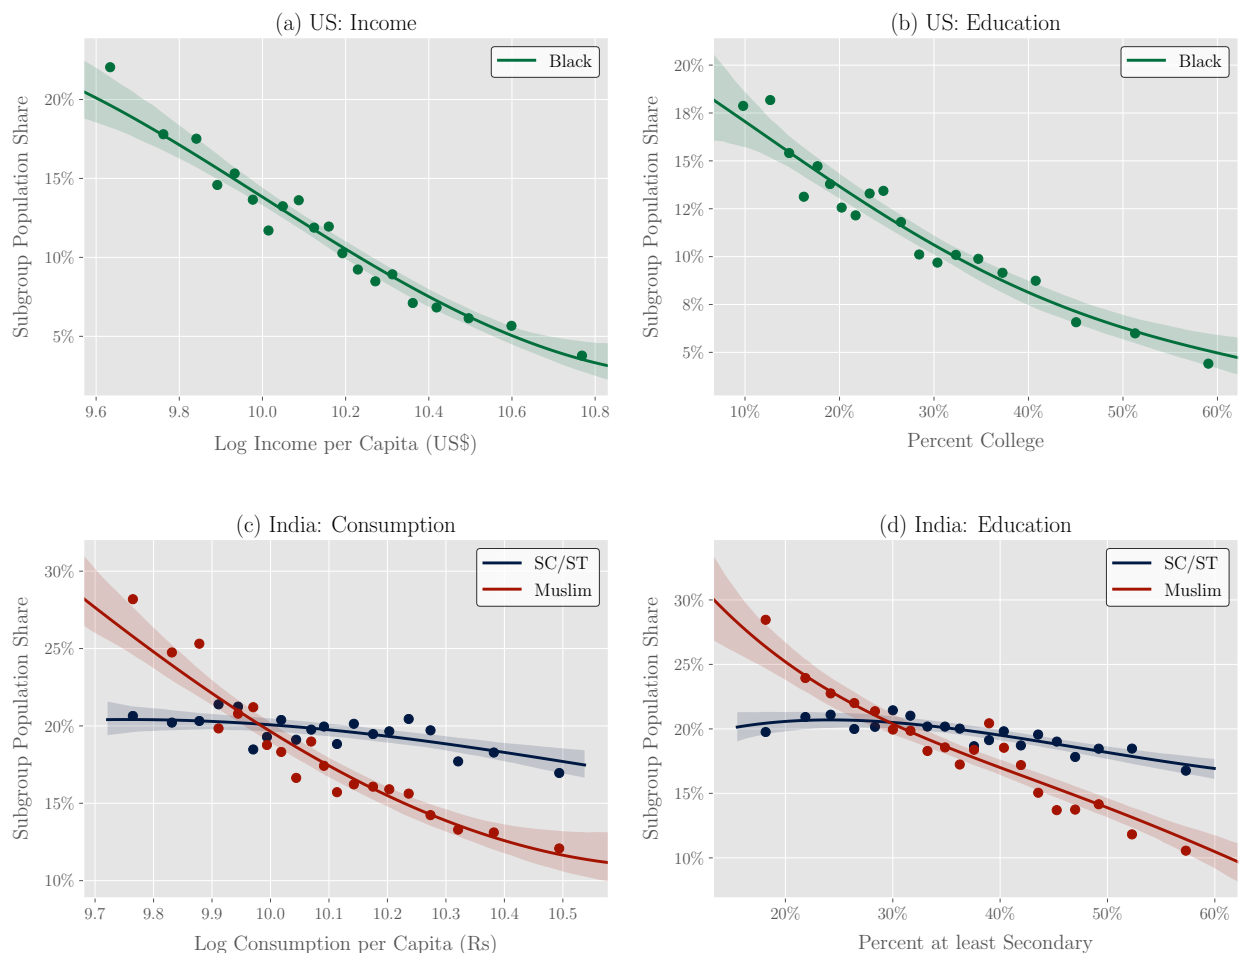 (a) US: Income
Subgroup Population Share
20%
15%
10%
5%
Black
9.6 9.8 10.0 10.2 10.4 10.6 10.8
Log Income per Capita (US$)
(b) US: Education
Subgroup Population Share
20%
18%
15%
12%
10%
8%
5%
Black
10% 20% 30% 40% 50% 60%
Percent College
(c) India: Consumption
Subgroup Population Share
30%
25%
20%
15%
10%
SC/ST
Muslim
9.7 9.8 9.9 10.0 10.1 10.2 10.3 10.4 10.5
Log Consumption per Capita (Rs)
(d) India: Education
Subgroup Population Share
30%
25%
20%
15%
10%
SC/ST
Muslim
20% 30% 40% 50% 60%
Percent at least Secondary